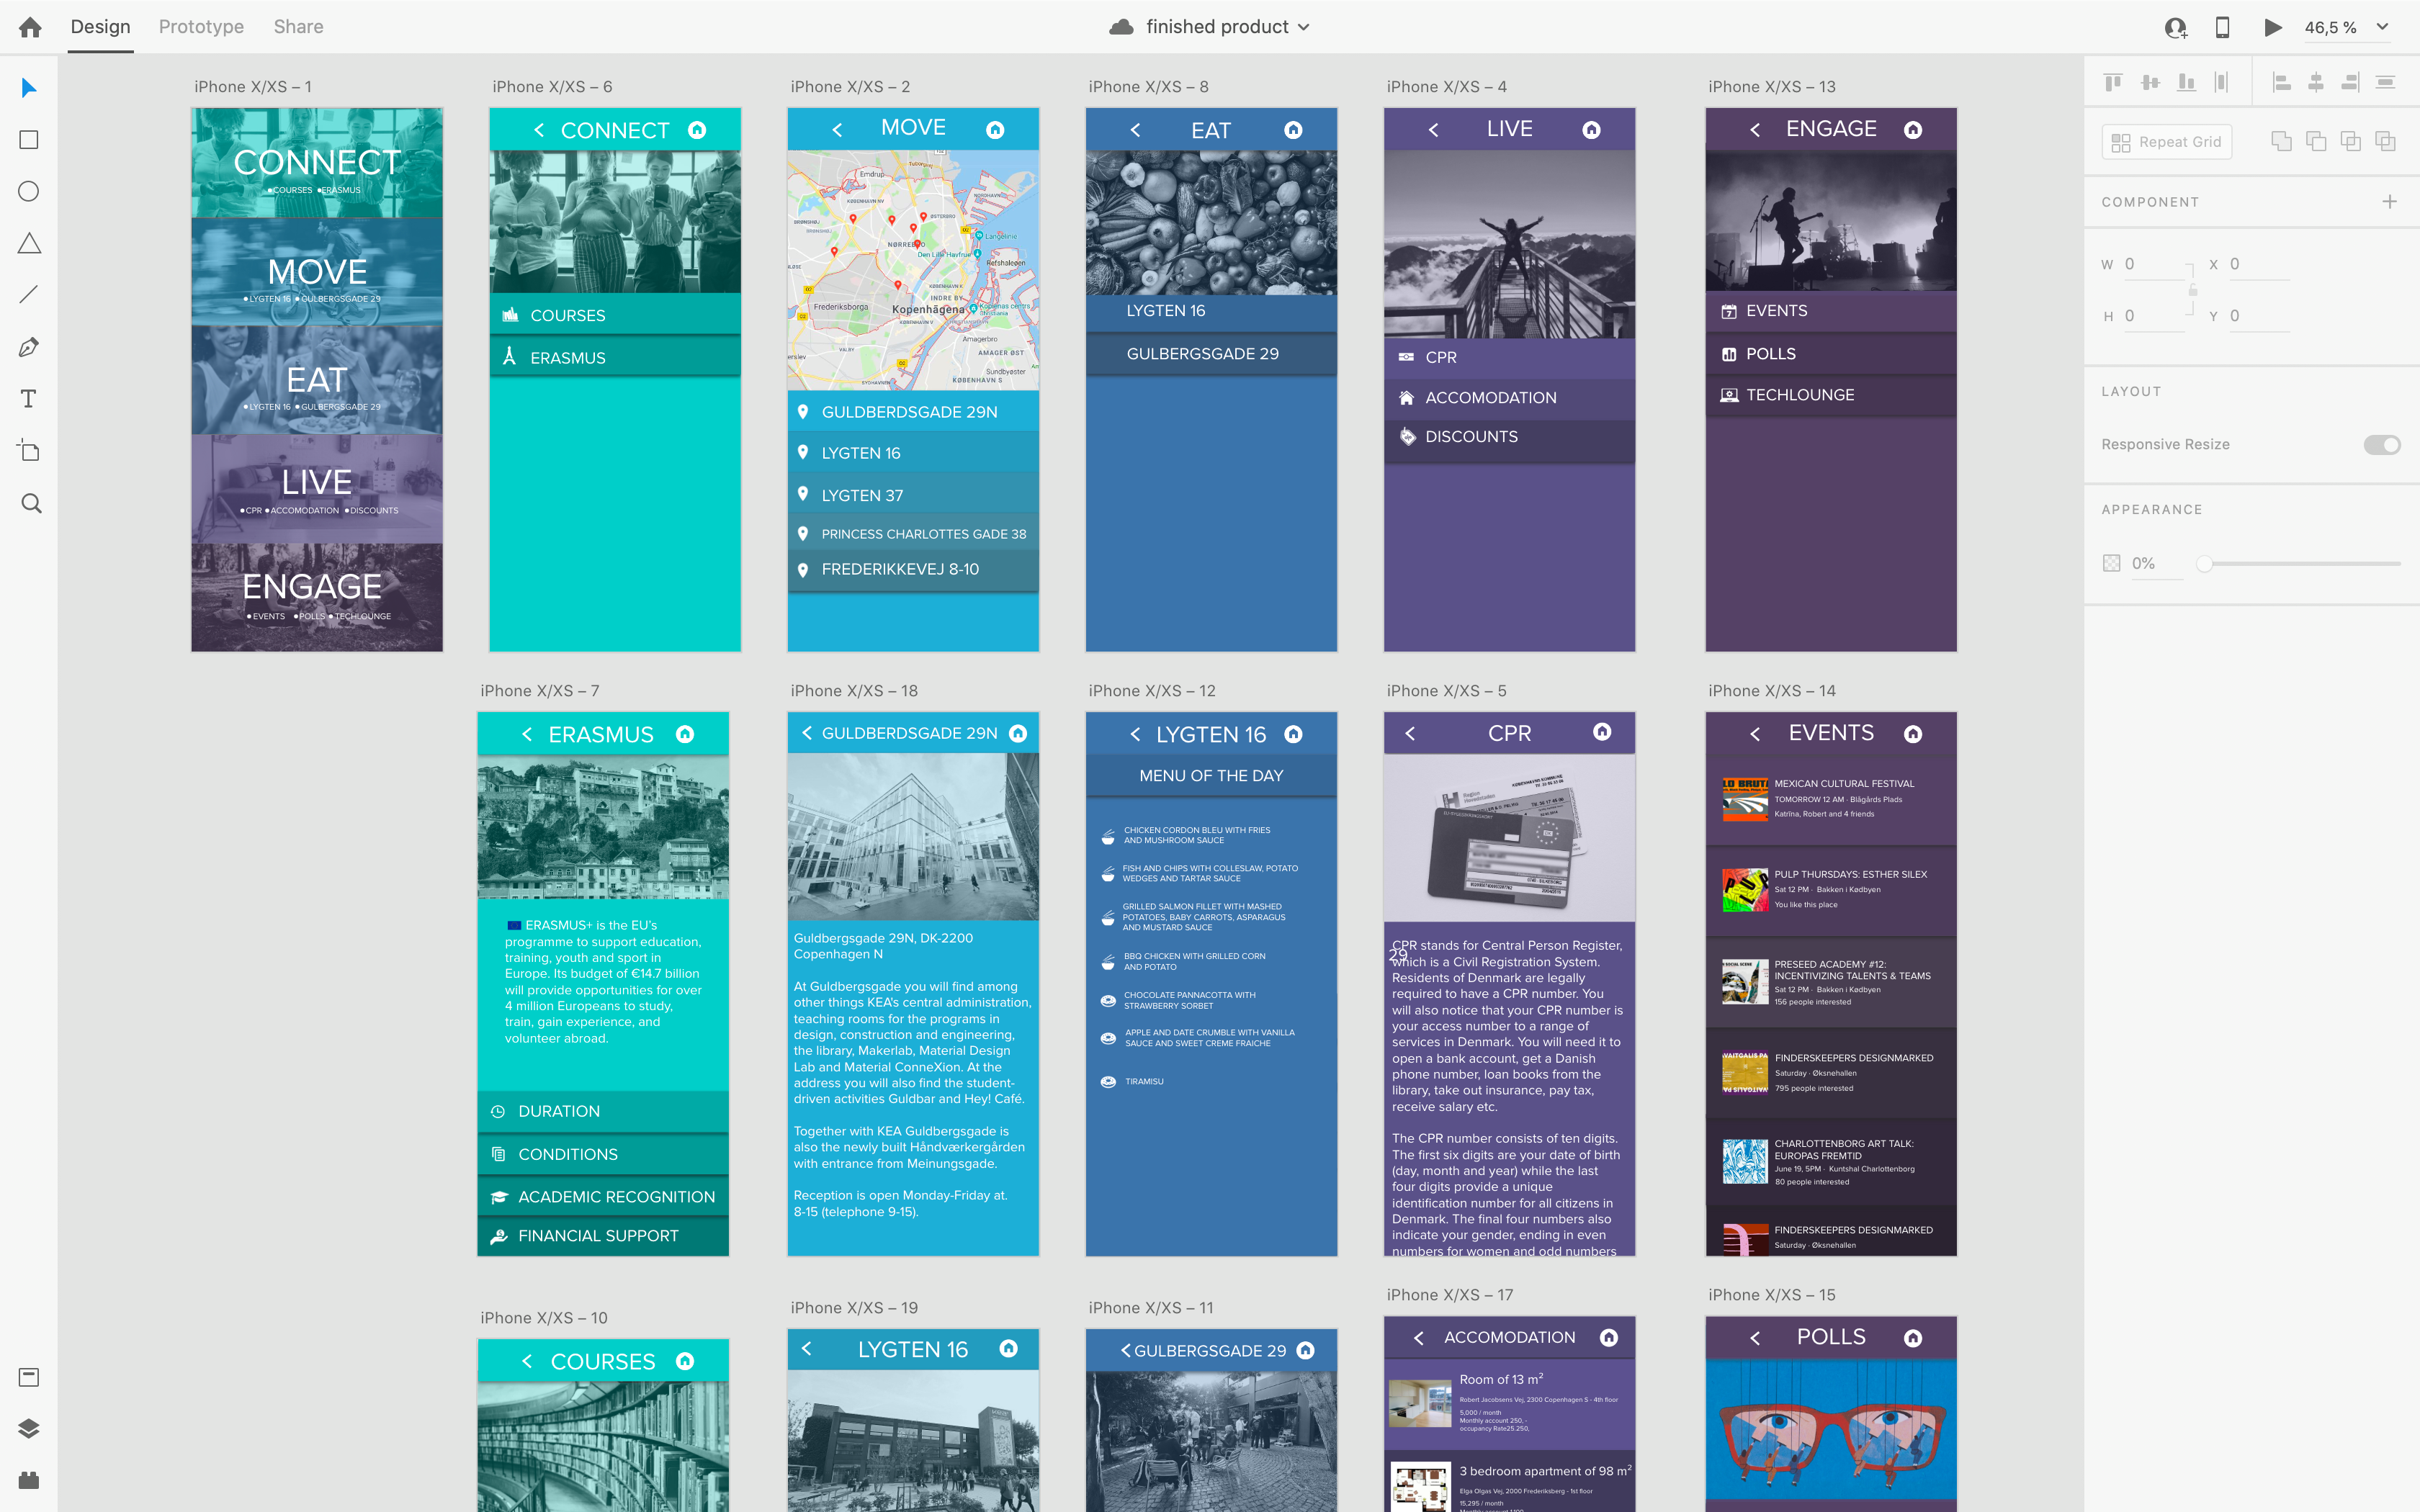 Design
Prototype
Share
finished product
46,5 %
iPhone X/XS – 1
CONNECT
COURSES ERASMUS
MOVE
LYGTEN 16 GULBERGSGADE 29
EAT
LYGTEN 16 GULBERGSGADE 29
LIVE
CPR ACCOMODATION DISCOUNTS
ENGAGE
EVENTS POLLS TECHLOUNGE
iPhone X/XS – 6
CONNECT
COURSES
ERASMUS
iPhone X/XS – 2
MOVE
Emdrup
ØSTERBRO
Langelinie
NØRREBRO
Den Lille Havfrue
Refshaleøen
KØBENHAVN K
INDRE BY
Frederiksberga
Kopenhagena
KØBENHAVN V
VALBY
Amagerbro
AMAGER ØST
Sundbyøster
KØBENHAVN S
GULDBERDSGADE 29N
LYGTEN 16
LYGTEN 37
PRINCESS CHARLOTTES GADE 38
FREDERIKKEVEJ 8-10
iPhone X/XS – 8
EAT
LYGTEN 16
GULBERGSGADE 29
iPhone X/XS – 4
LIVE
CPR
ACCOMODATION
DISCOUNTS
iPhone X/XS – 13
ENGAGE
EVENTS
POLLS
TECHLOUNGE
Repeat Grid
COMPONENT
W 0 X 0
H 0 Y 0
LAYOUT
Responsive Resize
APPEARANCE
0%
iPhone X/XS – 7
ERASMUS
ERASMUS+ is the EU's
programme to support education,
training, youth and sport in
Europe. Its budget of €14.7 billion
will provide opportunities for over
4 million Europeans to study,
train, gain experience, and
volunteer abroad.
DURATION
CONDITIONS
ACADEMIC RECOGNITION
FINANCIAL SUPPORT
iPhone X/XS – 18
GULDBERDSGADE 29N
Guldbergsgade 29N, DK-2200
Copenhagen N
At Guldbergsgade you will find among
other things KEA's central administration,
teaching rooms for the programs in
design, construction and engineering,
the library, Makerlab, Material Design
Lab and Material ConneXion. At the
address you will also find the student-
driven activities Guldbar and Hey! Café.
Together with KEA Guldbergsgade is
also the newly built Håndværkergården
with entrance from Meinungsgade.
Reception is open Monday-Friday at.
8-15 (telephone 9-15).
iPhone X/XS – 12
LYGTEN 16
MENU OF THE DAY
CHICKEN CORDON BLEU WITH FRIES
AND MUSHROOM SAUCE
FISH AND CHIPS WITH COLLESLAW, POTATO
WEDGES AND TARTAR SAUCE
GRILLED SALMON FILLET WITH MASHED
POTATOES, BABY CARROTS, ASPARAGUS
AND MUSTARD SAUCE
BBQ CHICKEN WITH GRILLED CORN
AND POTATO
CHOCOLATE PANNACOTTA WITH
STRAWBERRY SORBET
APPLE AND DATE CRUMBLE WITH VANILLA
SAUCE AND SWEET CREME FRAICHE
TIRAMISU
iPhone X/XS – 5
CPR
29
CPR stands for Central Person Register,
which is a Civil Registration System.
Residents of Denmark are legally
required to have a CPR number. You
will also notice that your CPR number is
your access number to a range of
services in Denmark. You will need it to
open a bank account, get a Danish
phone number, loan books from the
library, take out insurance, pay tax,
receive salary etc.
The CPR number consists of ten digits.
The first six digits are your date of birth
(day, month and year) while the last
four digits provide a unique
identification number for all citizens in
Denmark. The final four numbers also
indicate your gender, ending in even
numbers for women and odd numbers
iPhone X/XS – 14
EVENTS
MEXICAN CULTURAL FESTIVAL
TOMORROW 12 AM · Blågårds Plads
Katrina, Robert and 4 friends
PULP THURSDAYS: ESTHER SILEX
Sat 12 PM · Bakken i Kødbyen
You like this place
PRESEED ACADEMY #12:
INCENTIVIZING TALENTS & TEAMS
Sat 12 PM · Bakken i Kødbyen
156 people interested
FINDERSKEEPERS DESIGNMARKED
Saturday · Øksnehallen
795 people interested
CHARLOTTENBORG ART TALK:
EUROPAS FREMTID
June 19, 5PM · Kuntshal Charlottenborg
80 people interested
FINDERSKEEPERS DESIGNMARKED
Saturday · Øksnehallen
iPhone X/XS – 10
COURSES
iPhone X/XS – 19
LYGTEN 16
iPhone X/XS – 11
GULBERGSGADE 29
iPhone X/XS – 17
ACCOMODATION
Room of 13 m²
Robert Jacobsens Vej, 2300 Copenhagen S - 4th floor
5,000 / month
Monthly account 250, -
occupancy Rate25.250,
3 bedroom apartment of 98 m²
Elga Olgas Vej, 2000 Frederiksberg - 1st floor
15,295 / month
iPhone X/XS – 15
POLLS